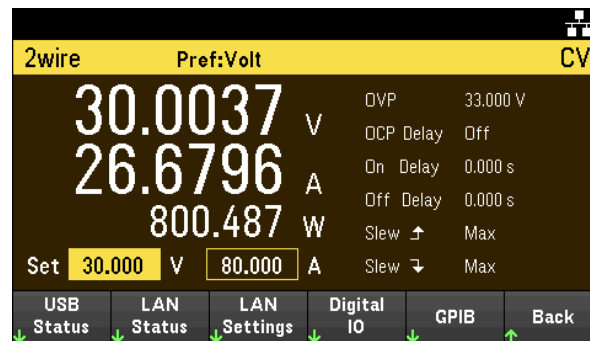 2wire Pref:Volt CV
30.0037 V
26.6796 A
800.487 W
OVP 33.000 V
OCP Delay Off
On Delay 0.000 s
Off Delay 0.000 s
Slew Max
Slew Max
Set 30.000 V 80.000 A
USB Status
LAN Status
LAN Settings
Digital IO
GPIB
Back